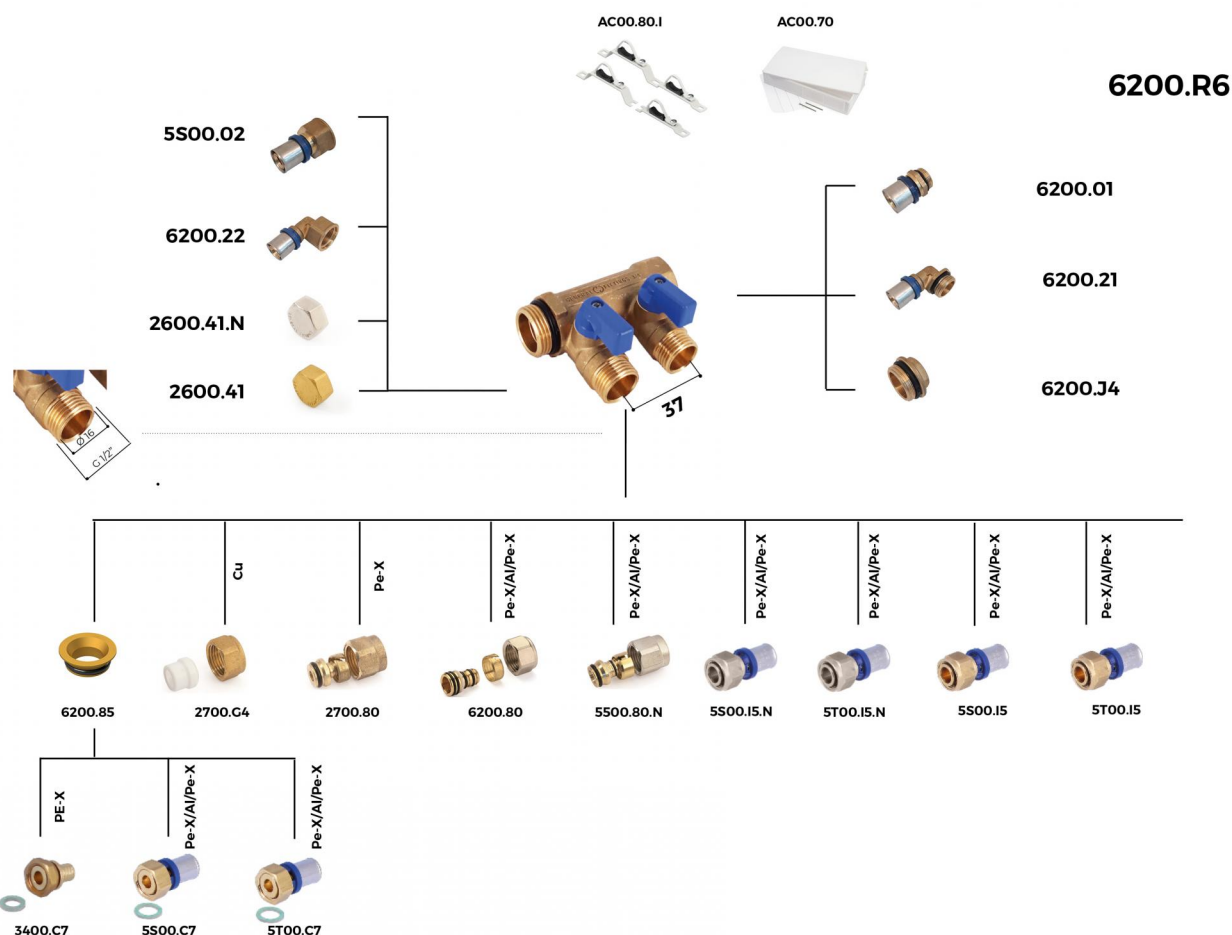 AC00.80.I
AC00.70
6200.R6
5S00.02
6200.22
2600.41.N
2600.41
6200.01
6200.21
6200.J4
37
Ø 16
G 1/2"
Cu
Pe-X
Pe-X/Al/Pe-X
Pe-X/Al/Pe-X
Pe-X/Al/Pe-X
Pe-X/Al/Pe-X
Pe-X/Al/Pe-X
Pe-X/Al/Pe-X
6200.85
2700.G4
2700.80
6200.80
5500.80.N
5S00.I5.N
5T00.I5.N
5S00.I5
5T00.I5
PE-X
Pe-X/Al/Pe-X
Pe-X/Al/Pe-X
3400.C7
5S00.C7
5T00.C7